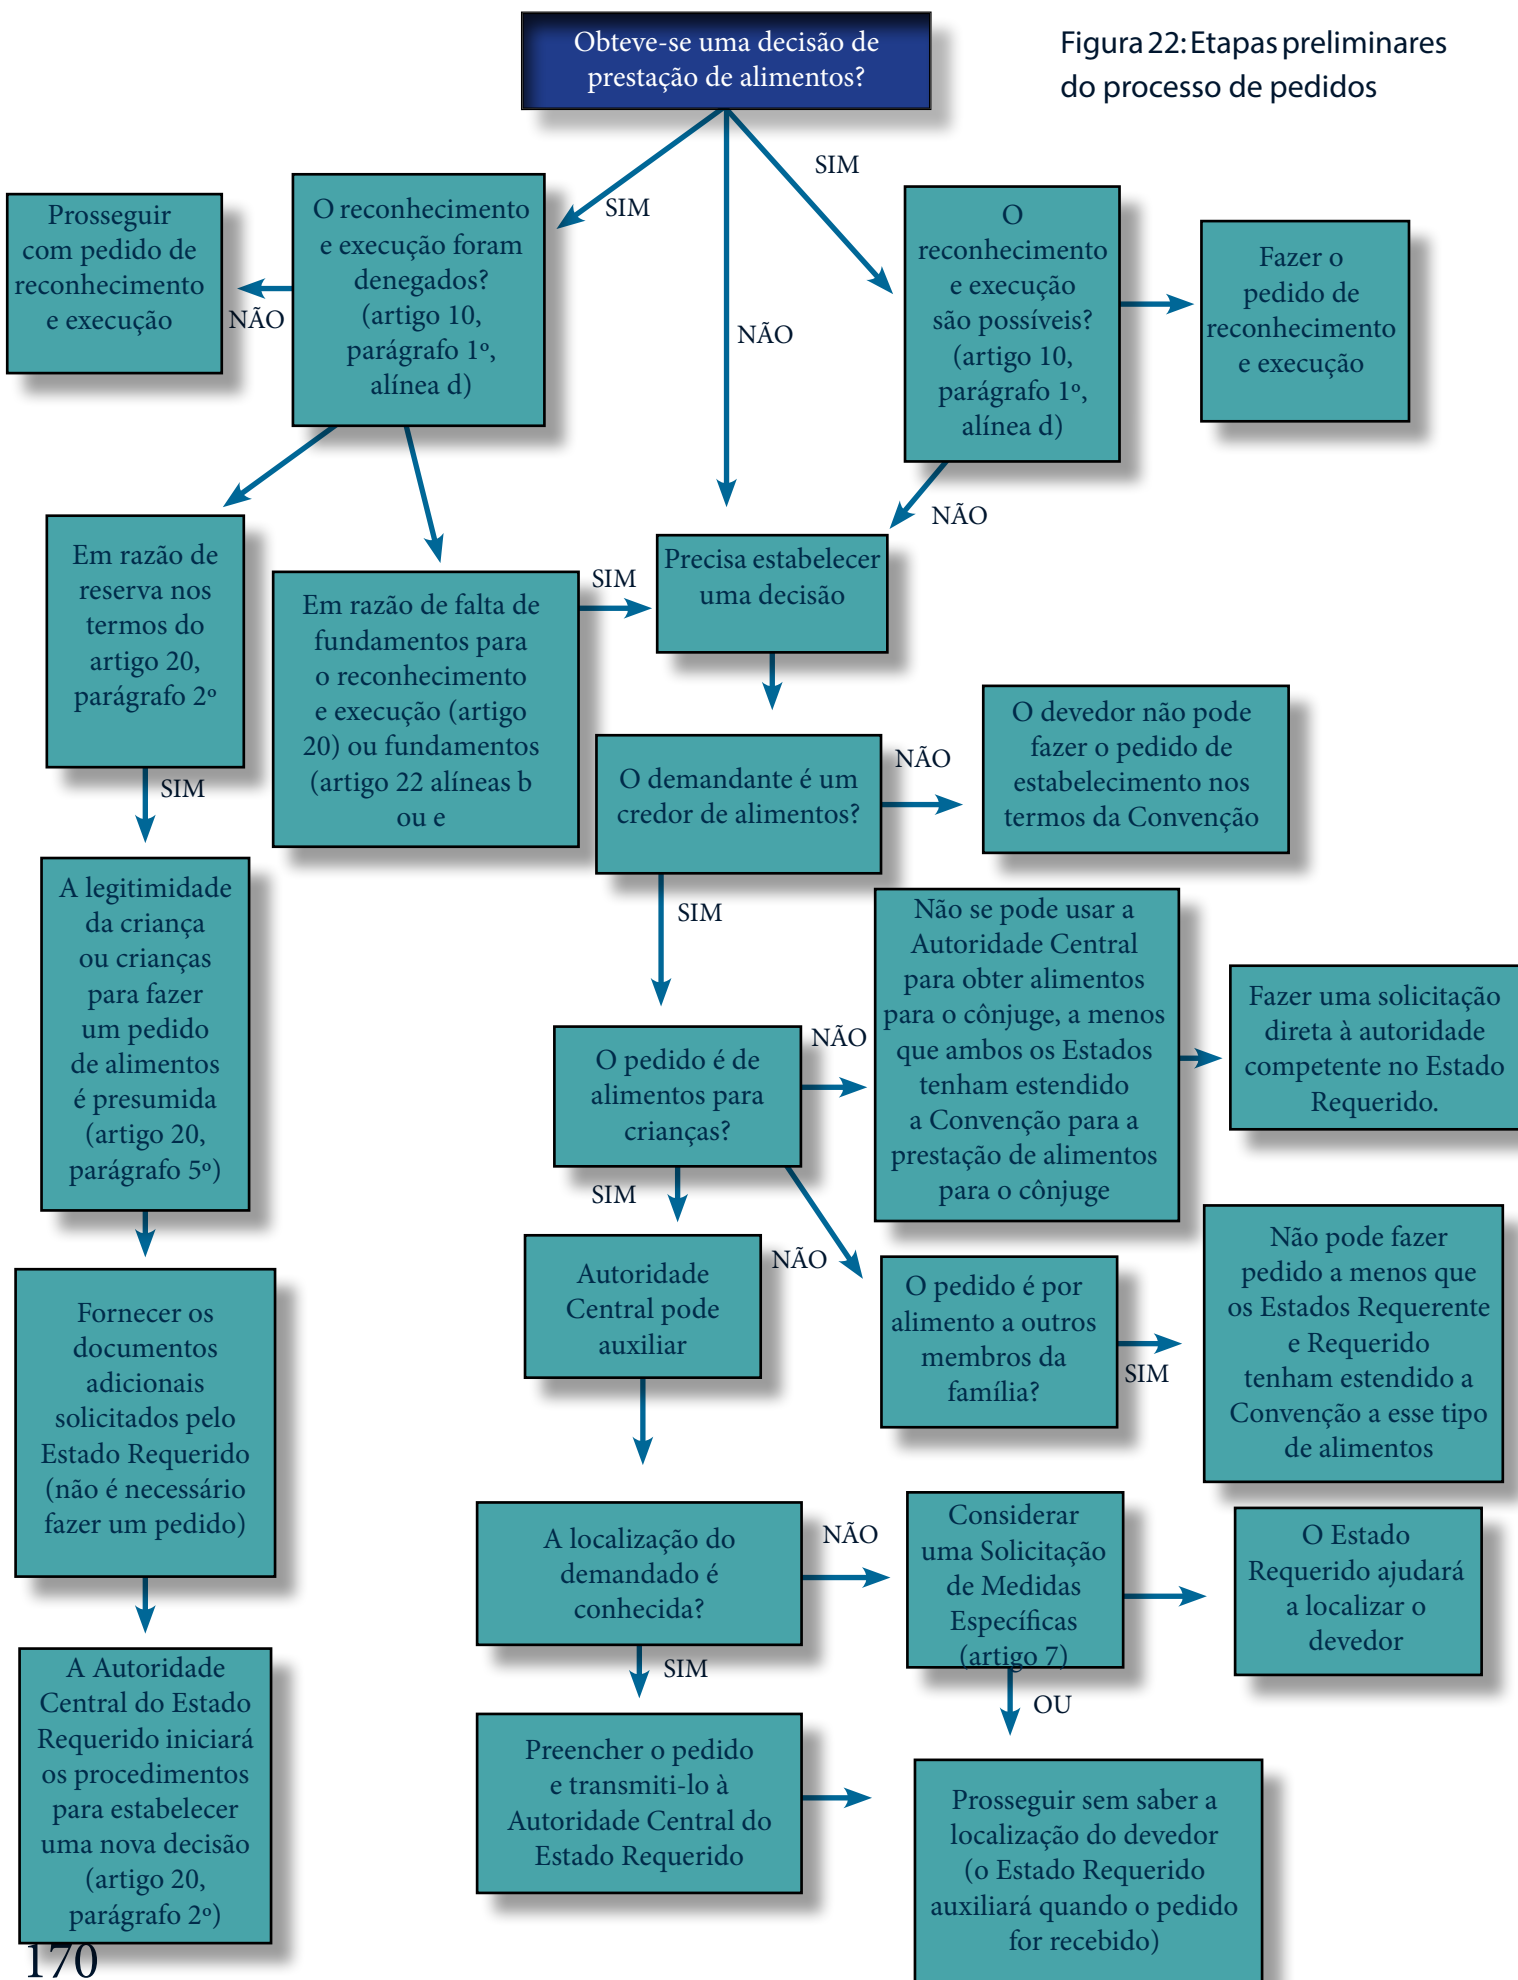 Obteve-se uma decisão de
prestação de alimentos?
Figura 22: Etapas preliminares
do processo de pedidos
SIM
SIM
NÃO
Prosseguir
com pedido de
reconhecimento
e execução
NÃO
O reconhecimento
e execução foram
denegados?
(artigo 10,
parágrafo 1º,
alínea d)
O
reconhecimento
e execução
são possíveis?
(artigo 10,
parágrafo 1º,
alínea d)
Fazer o
pedido de
reconhecimento
e execução
NÃO
Em razão de
reserva nos
termos do
artigo 20,
parágrafo 2º
SIM
Em razão de falta de
fundamentos para
o reconhecimento
e execução (artigo
20) ou fundamentos
(artigo 22 alíneas b
ou e
SIM
Precisa estabelecer
uma decisão
O demandante é um
credor de alimentos?
NÃO
O devedor não pode
fazer o pedido de
estabelecimento nos
termos da Convenção
SIM
A legitimidade
da criança
ou crianças
para fazer
um pedido
de alimentos
é presumida
(artigo 20,
parágrafo 5º)
O pedido é de
alimentos para
crianças?
NÃO
Não se pode usar a
Autoridade Central
para obter alimentos
para o cônjuge, a menos
que ambos os Estados
tenham estendido
a Convenção para a
prestação de alimentos
para o cônjuge
Fazer uma solicitação
direta à autoridade
competente no Estado
Requerido.
SIM
NÃO
Autoridade
Central pode
auxiliar
O pedido é por
alimento a outros
membros da
família?
SIM
Não pode fazer
pedido a menos que
os Estados Requerente
e Requerido
tenham estendido a
Convenção a esse tipo
de alimentos
Fornecer os
documentos
adicionais
solicitados pelo
Estado Requerido
(não é necessário
fazer um pedido)
A localização do
demandado é
conhecida?
NÃO
Considerar
uma Solicitação
de Medidas
Específicas
(artigo 7)
O Estado
Requerido ajudará
a localizar o
devedor
SIM
OU
A Autoridade
Central do Estado
Requerido iniciará
os procedimentos
para estabelecer
uma nova decisão
(artigo 20,
parágrafo 2º)
Preencher o pedido
e transmiti-lo à
Autoridade Central do
Estado Requerido
Prosseguir sem saber a
localização do devedor
(o Estado Requerido
auxiliará quando o pedido
for recebido)
170